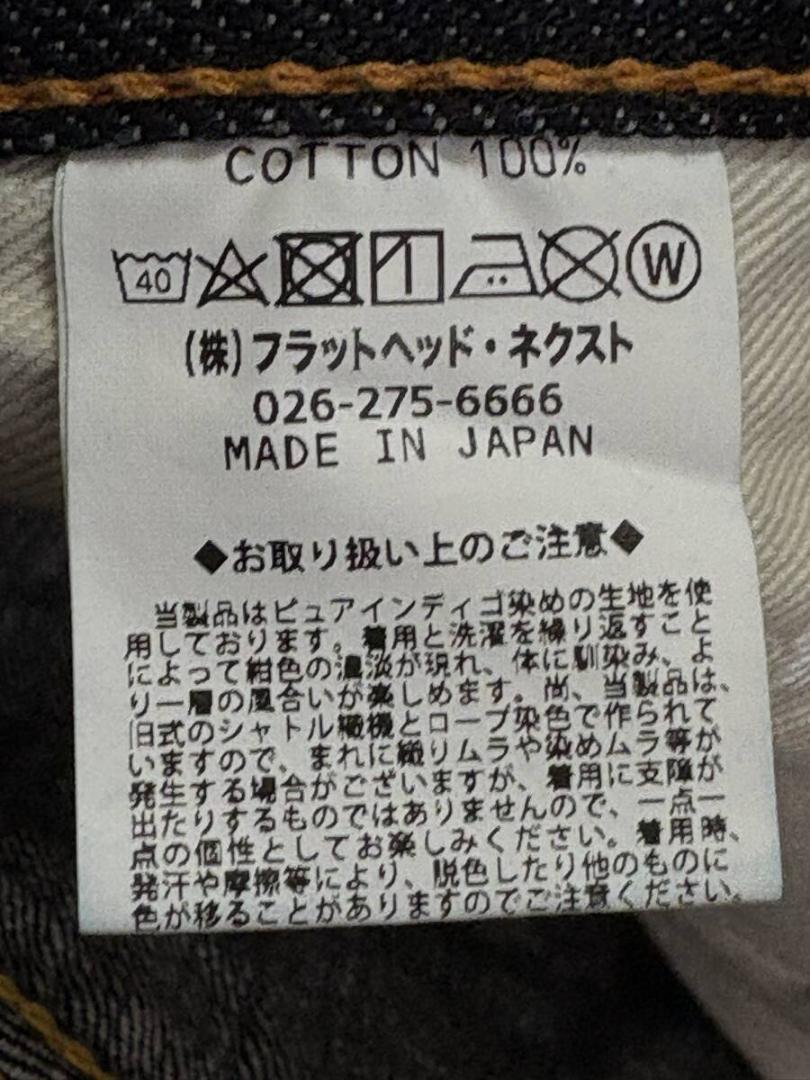 COTTON 100%
40 W
(株)フラットヘッド・ネクスト
026-275-6666
MADE IN JAPAN
◆お取り扱い上のご注意◆
当製品はピュアインディゴ染めの生地を使
用しております。着用と洗濯を繰り返すこと
によって紺色の濃淡が現れ、体に馴染み、よ
り一層の風合いが楽しめます。尚、当製品は、
旧式のシャトル織機とロープ染色で作られて
いますので、まれに織りムラや染めムラ等が
発生する場合がございますが、着用に支障が
出たりするものではありませんので、一点一
点の個性としてお楽しみください。着用時、
発汗や摩擦等により、脱色したり他のものに
色が移ることがありますのでご注意ください。